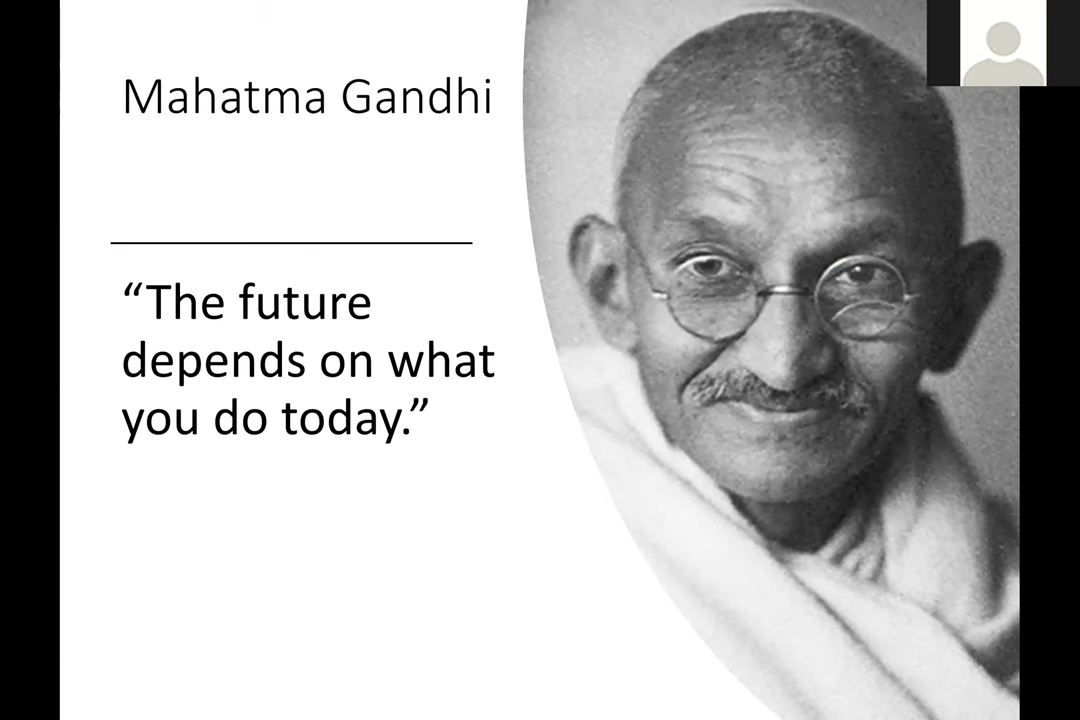 Mahatma Gandhi
“The future
depends on what
you do today.”